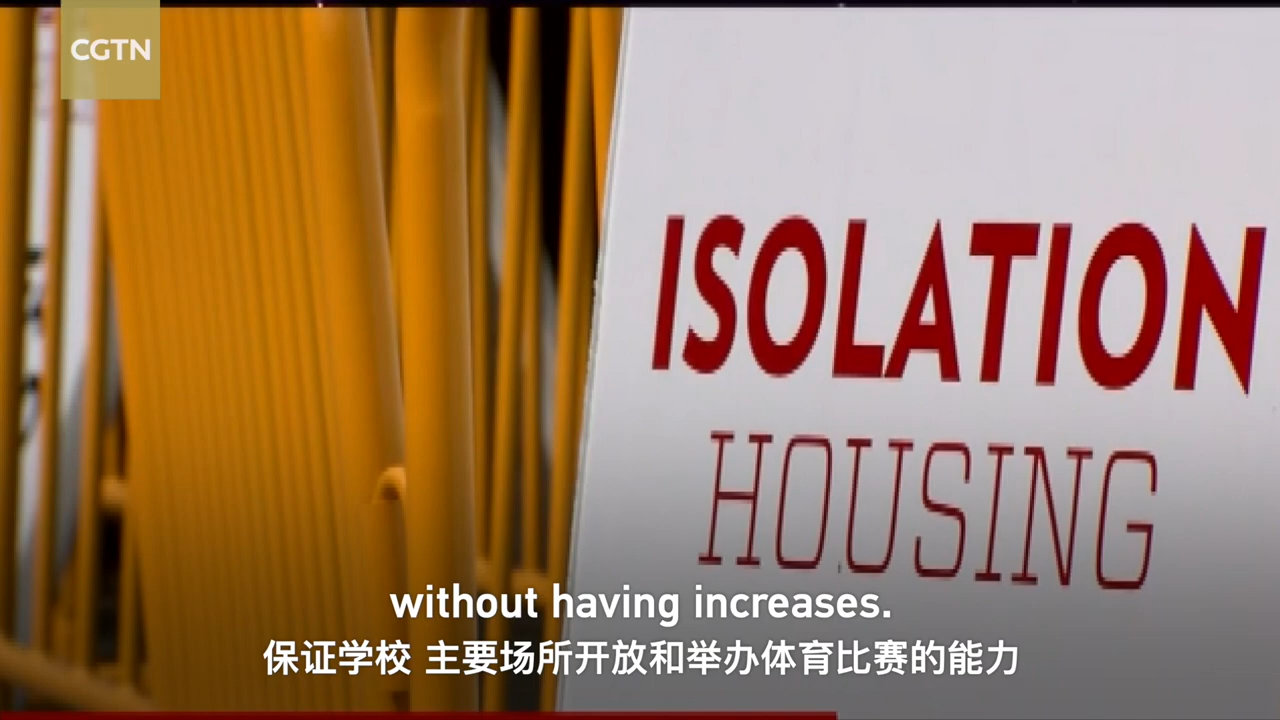 CGTN
ISOLATION
HOUSING
without having increases.
保证学校 主要场所开放和举办体育比赛的能力